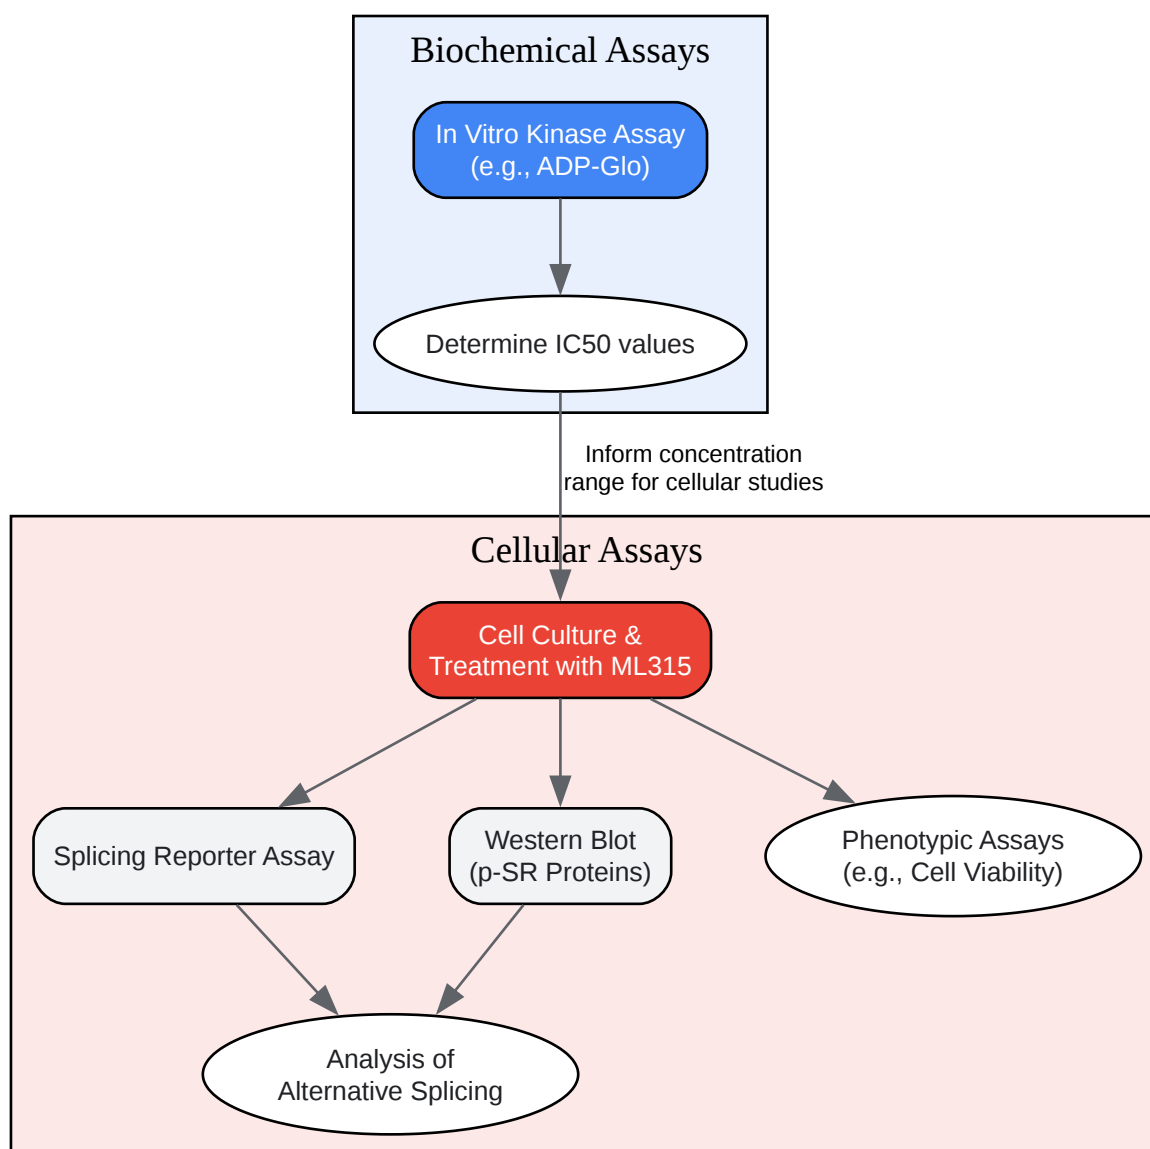 Biochemical Assays
In Vitro Kinase Assay
(e.g., ADP-Glo)
Determine IC50 values
Inform concentration
range for cellular studies
Cellular Assays
Cell Culture &
Treatment with ML315
Splicing Reporter Assay
Western Blot
(p-SR Proteins)
Phenotypic Assays
(e.g., Cell Viability)
Analysis of
Alternative Splicing